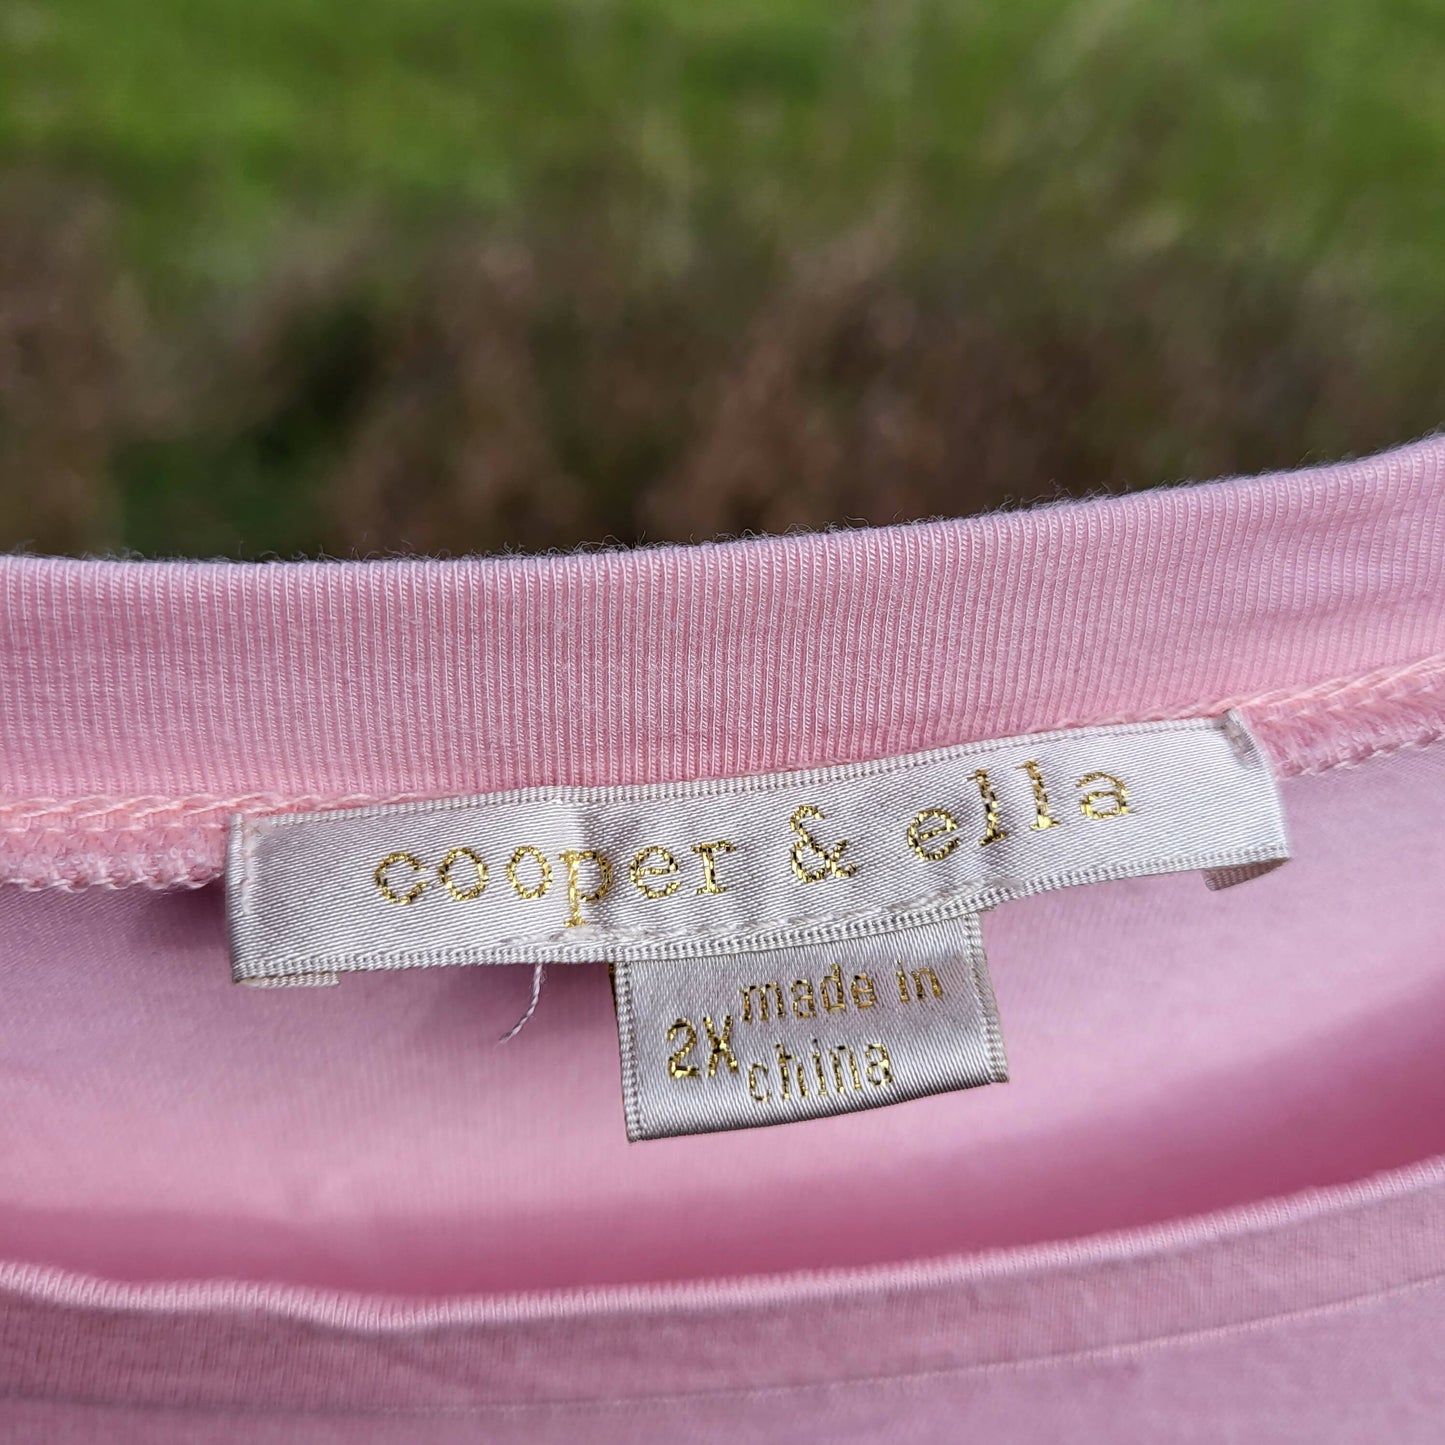 cooper & ella
2X made in
china